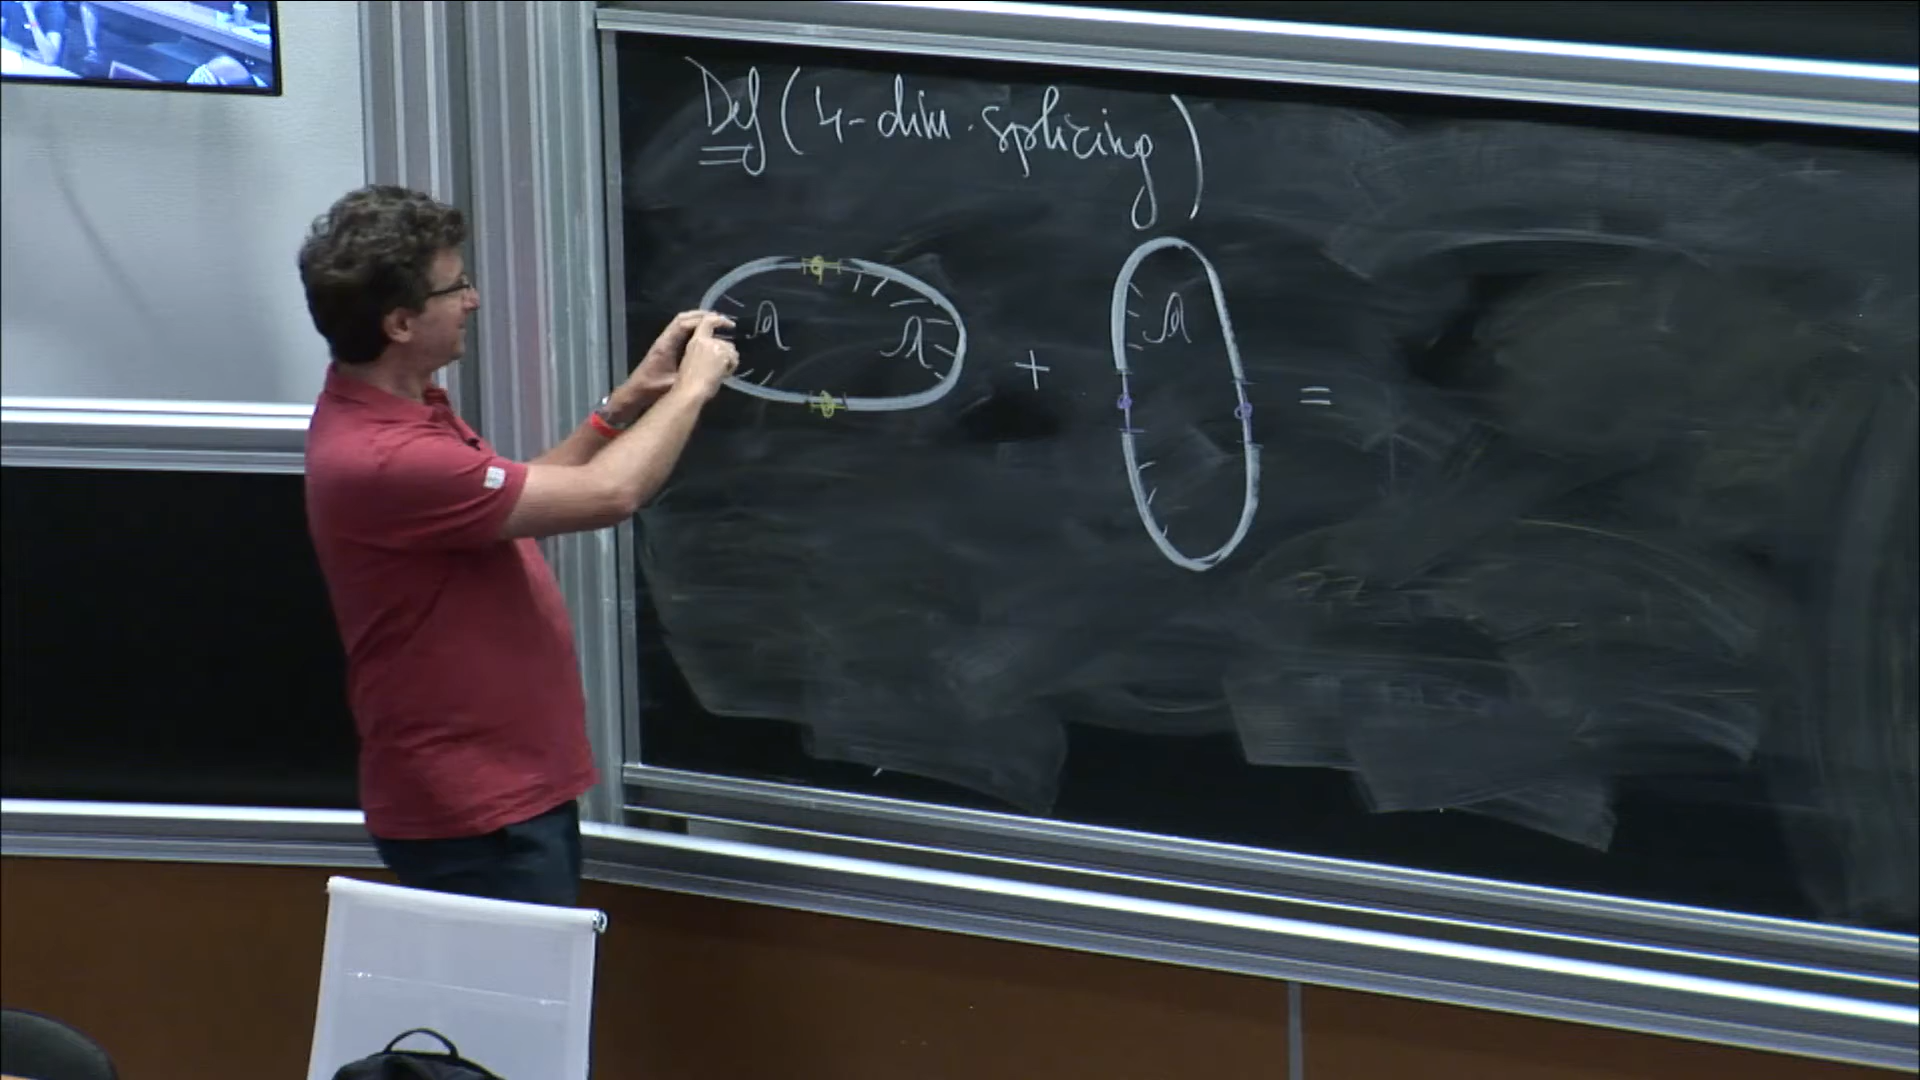 Def (4-dim. splicing)
+ =